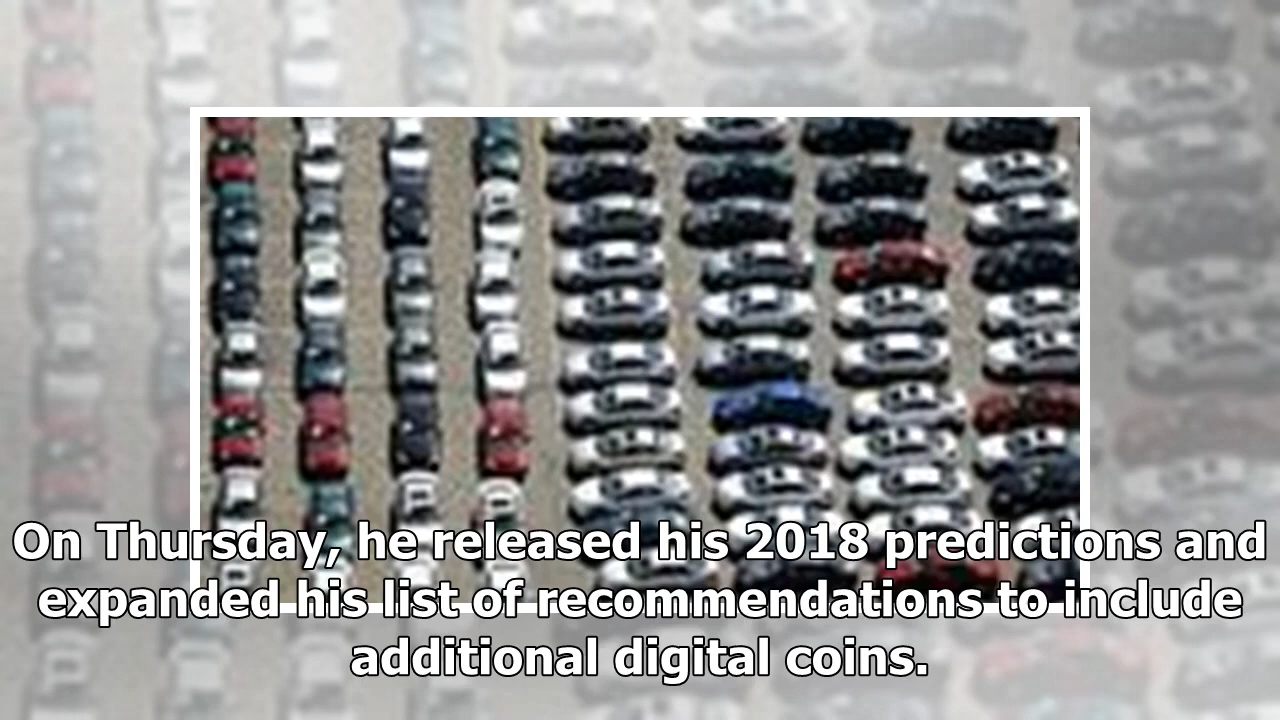 On Thursday, he released his 2018 predictions and
expanded his list of recommendations to include
additional digital coins.